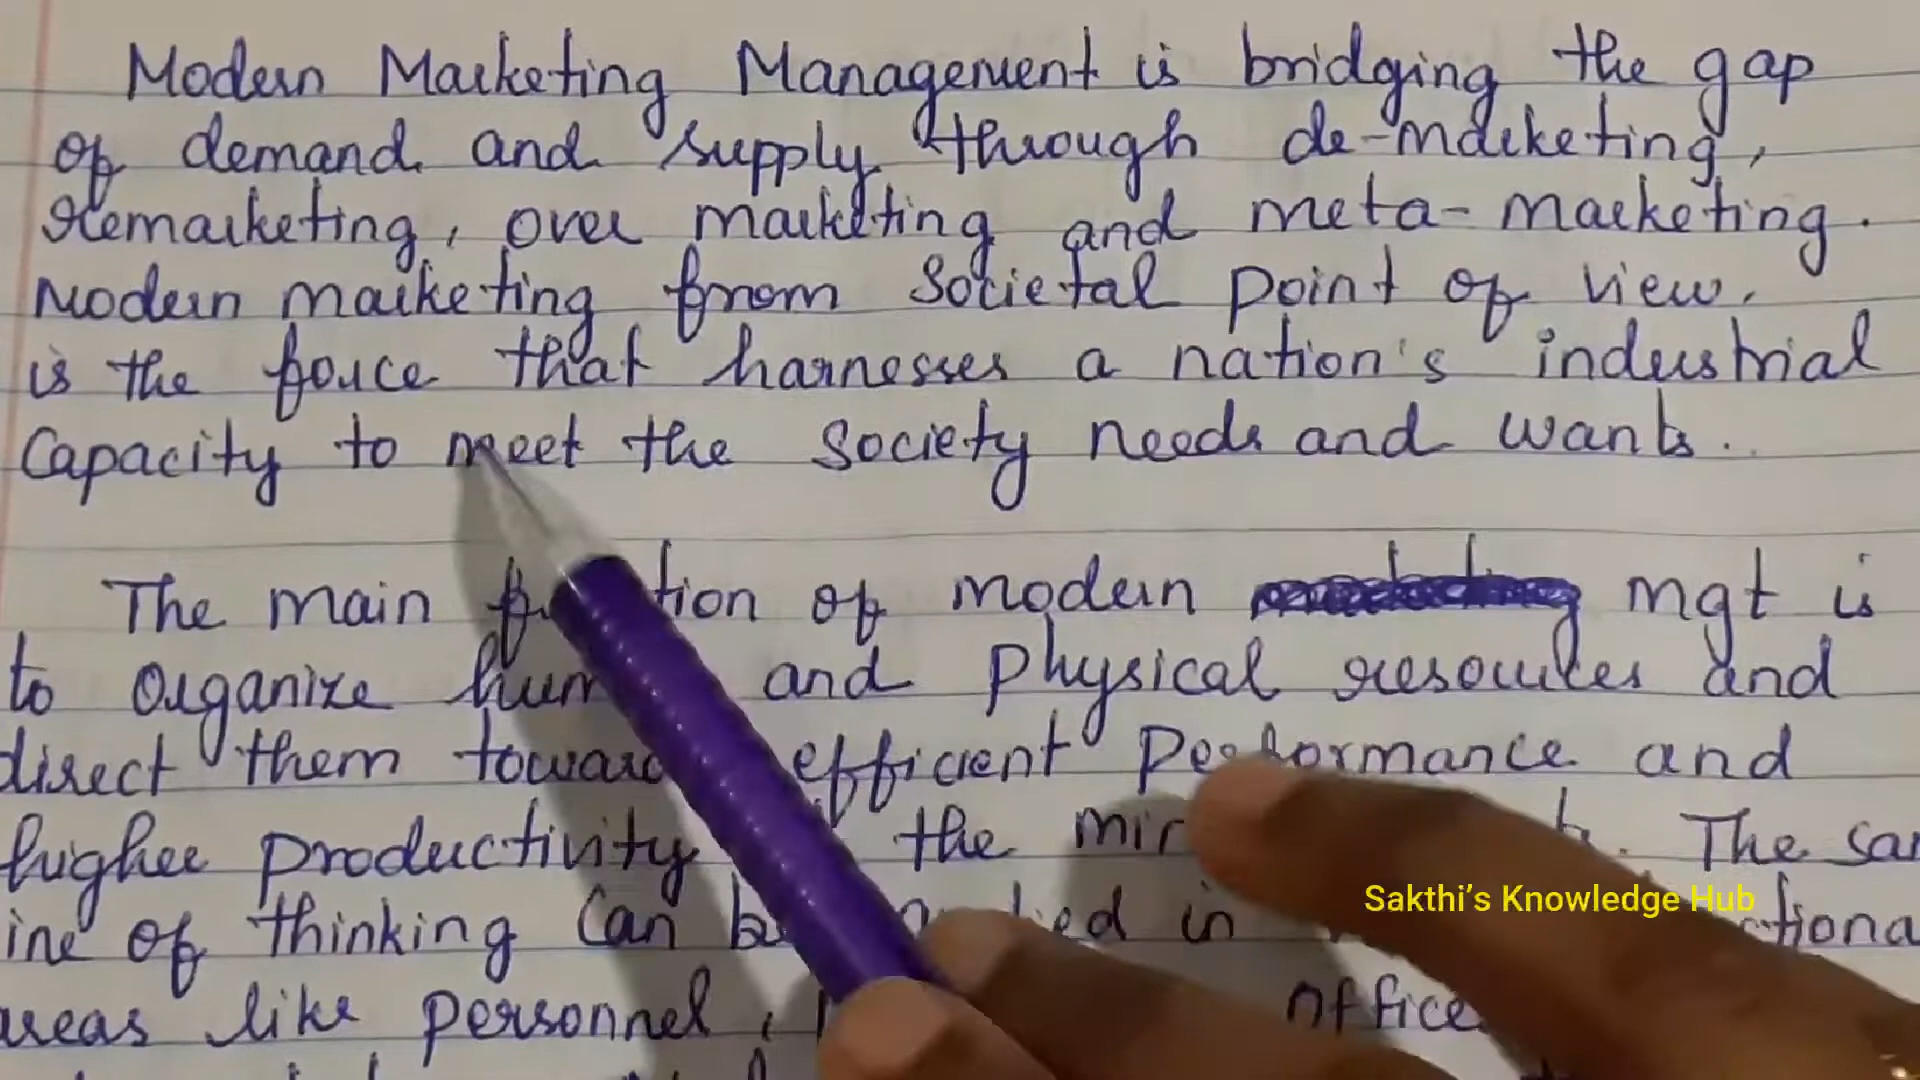 Modern Marketing Management is bridging the gap
of demand and supply through de-marketing,
remarketing, over marketing and meta-marketing.
Modern marketing from societal point of view.
is the force that harnesses a nation's industrial
Capacity to meet the society needs and wants.
The main of modern mgt is
to organize and physical resources and
direct them toward efficient Performance and
higher productivity the The
of thinking Can in
like personnel, office
Sakthi's Knowledge Hub